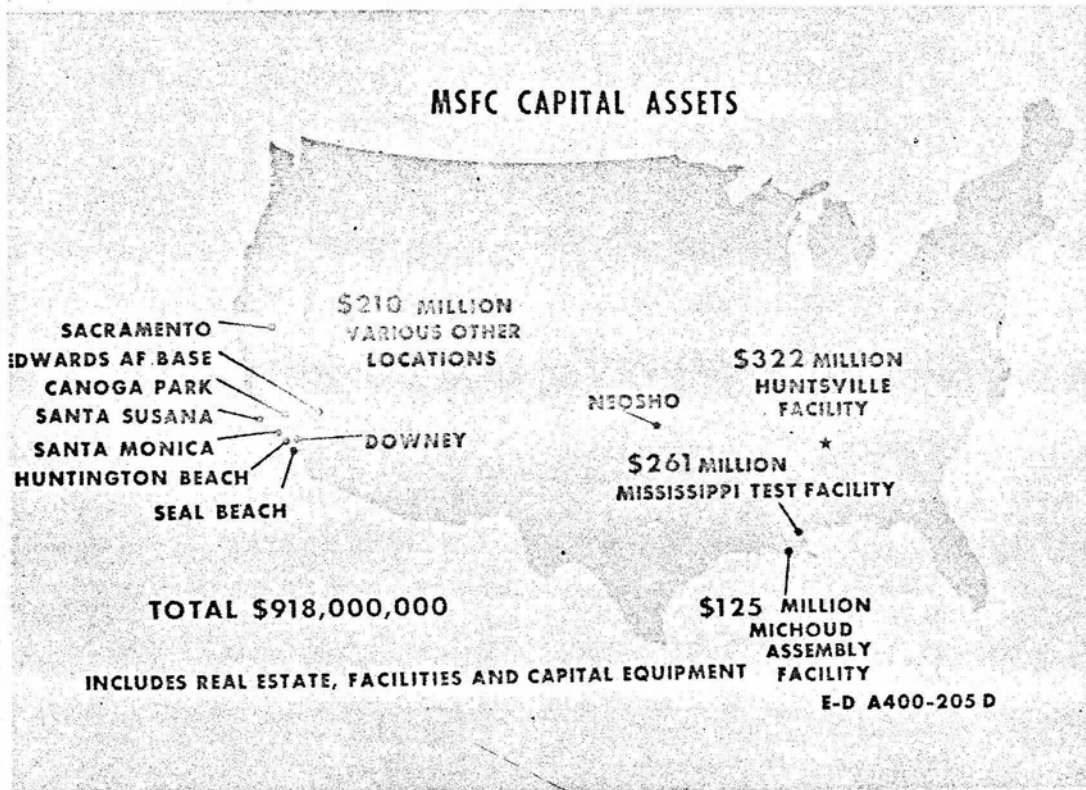 MSFC CAPITAL ASSETS
$210 MILLION
VARIOUS OTHER
LOCATIONS
SACRAMENTO
EDWARDS AF BASE
CANOGA PARK
SANTA SUSANA
SANTA MONICA
HUNTINGTON BEACH
SEAL BEACH
DOWNEY
NEOSHO
$322 MILLION
HUNTSVILLE
FACILITY
$261 MILLION
MISSISSIPPI TEST FACILITY
$125 MILLION
MICHOUD
ASSEMBLY
FACILITY
TOTAL $918,000,000
INCLUDES REAL ESTATE, FACILITIES AND CAPITAL EQUIPMENT
E-D A400-205 D